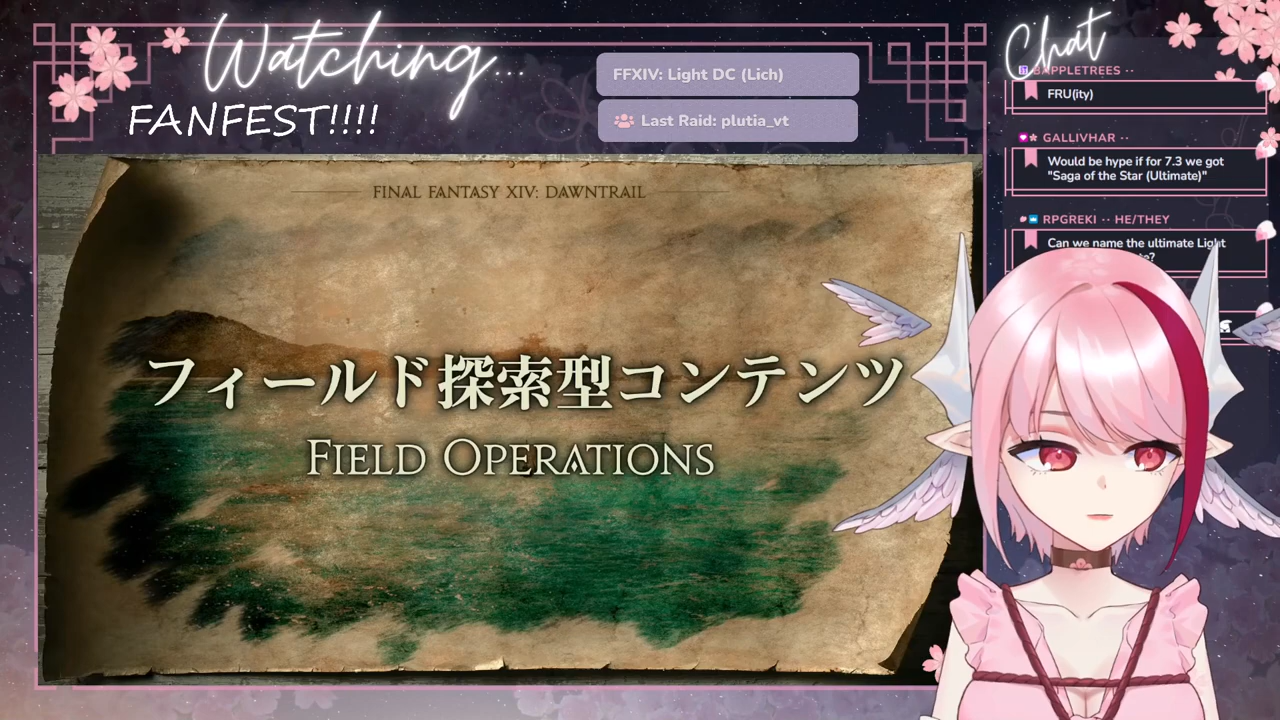 Watching...
FANFEST!!!!
FFXIV: Light DC (Lich)
Last Raid: plutia_vt
FINAL FANTASY XIV: DAWNTRAIL
フィールド探索型コンテンツ
FIELD OPERATIONS
Chat
BAPPLETREES ··
FRU(ity)
GALLIVHAR ··
Would be hype if for 7.3 we got
"Saga of the Star (Ultimate)"
RPGREKI ·· HE/THEY
Can we name the ultimate Light